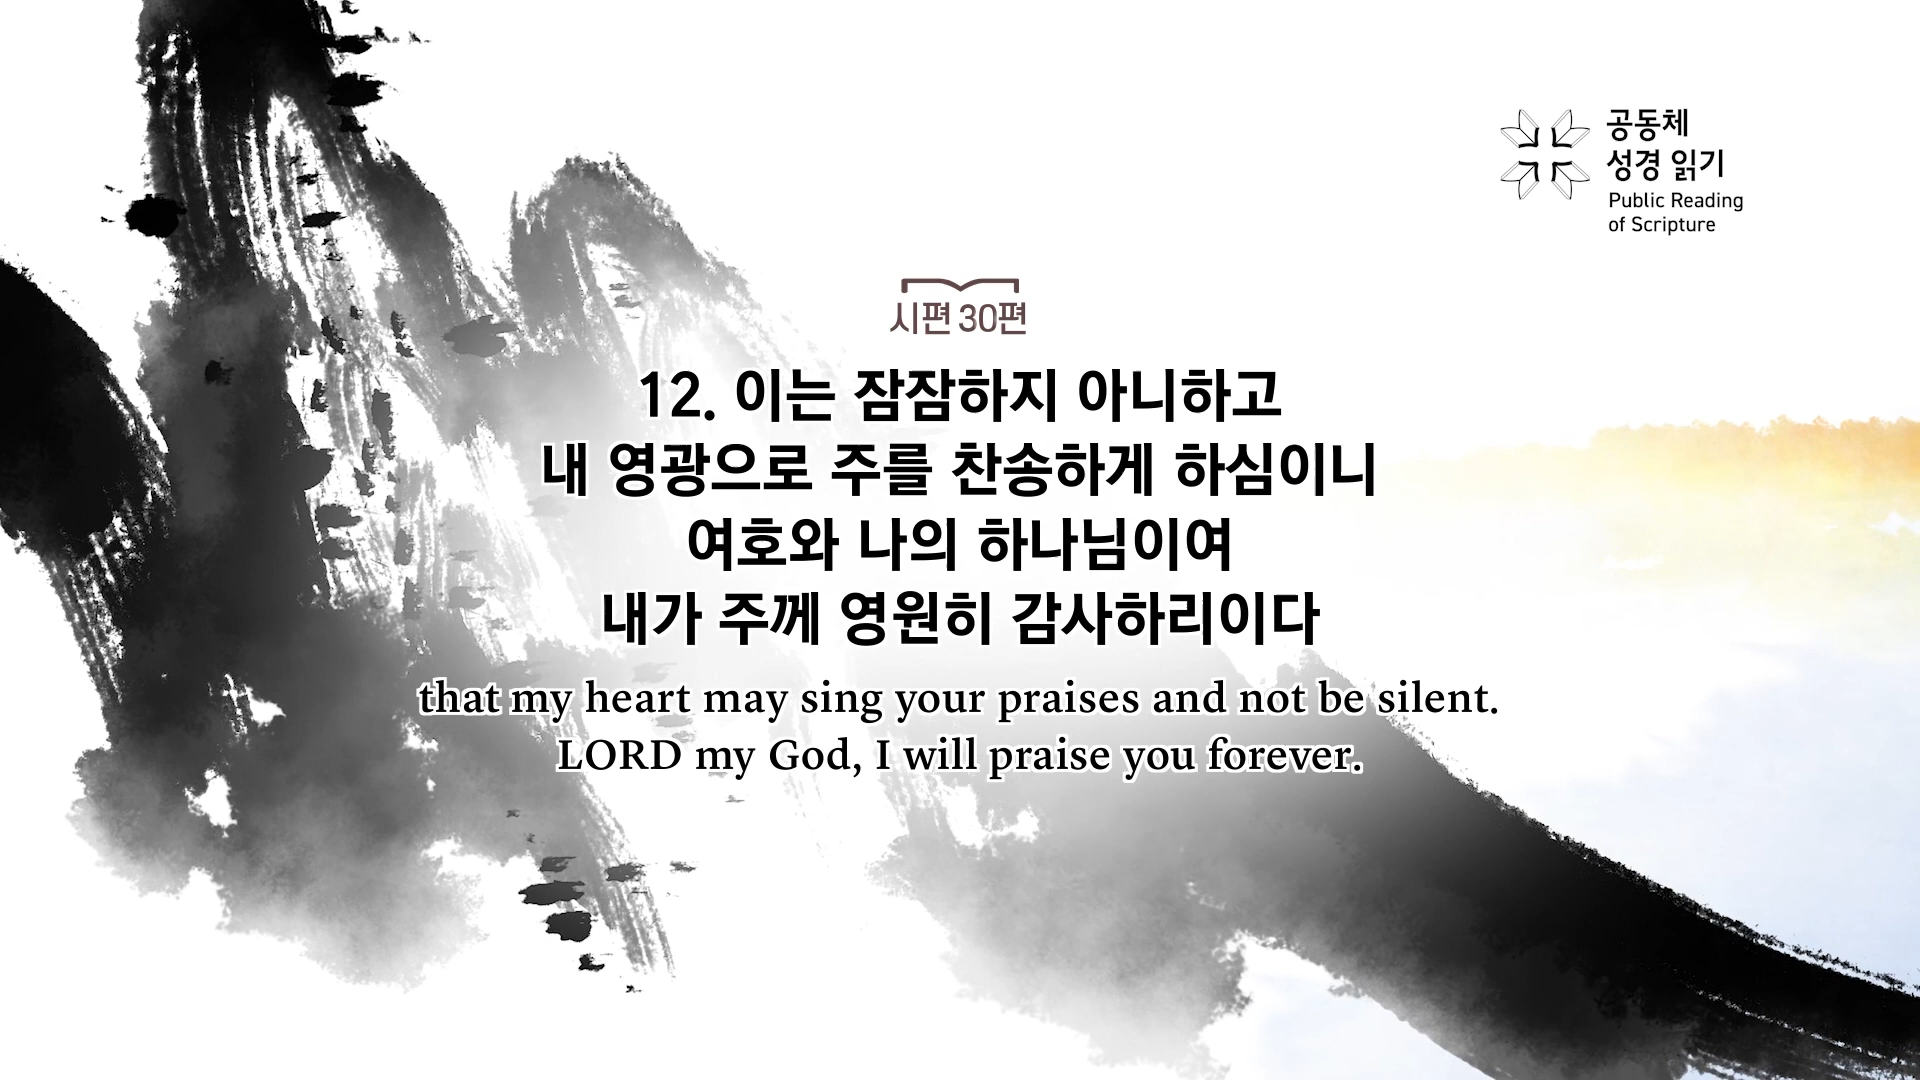 공동체
성경 읽기
Public Reading
of Scripture
시편 30편
12. 이는 잠잠하지 아니하고
내 영광으로 주를 찬송하게 하심이니
여호와 나의 하나님이여
내가 주께 영원히 감사하리이다
that my heart may sing your praises and not be silent.
LORD my God, I will praise you forever.